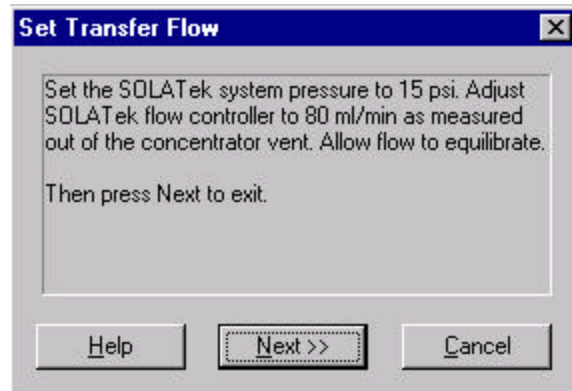 Set Transfer Flow
Set the SOLATek system pressure to 15 psi. Adjust
SOLATek flow controller to 80 ml/min as measured
out of the concentrator vent. Allow flow to equilibrate.
Then press Next to exit.
Help
Next >>
Cancel